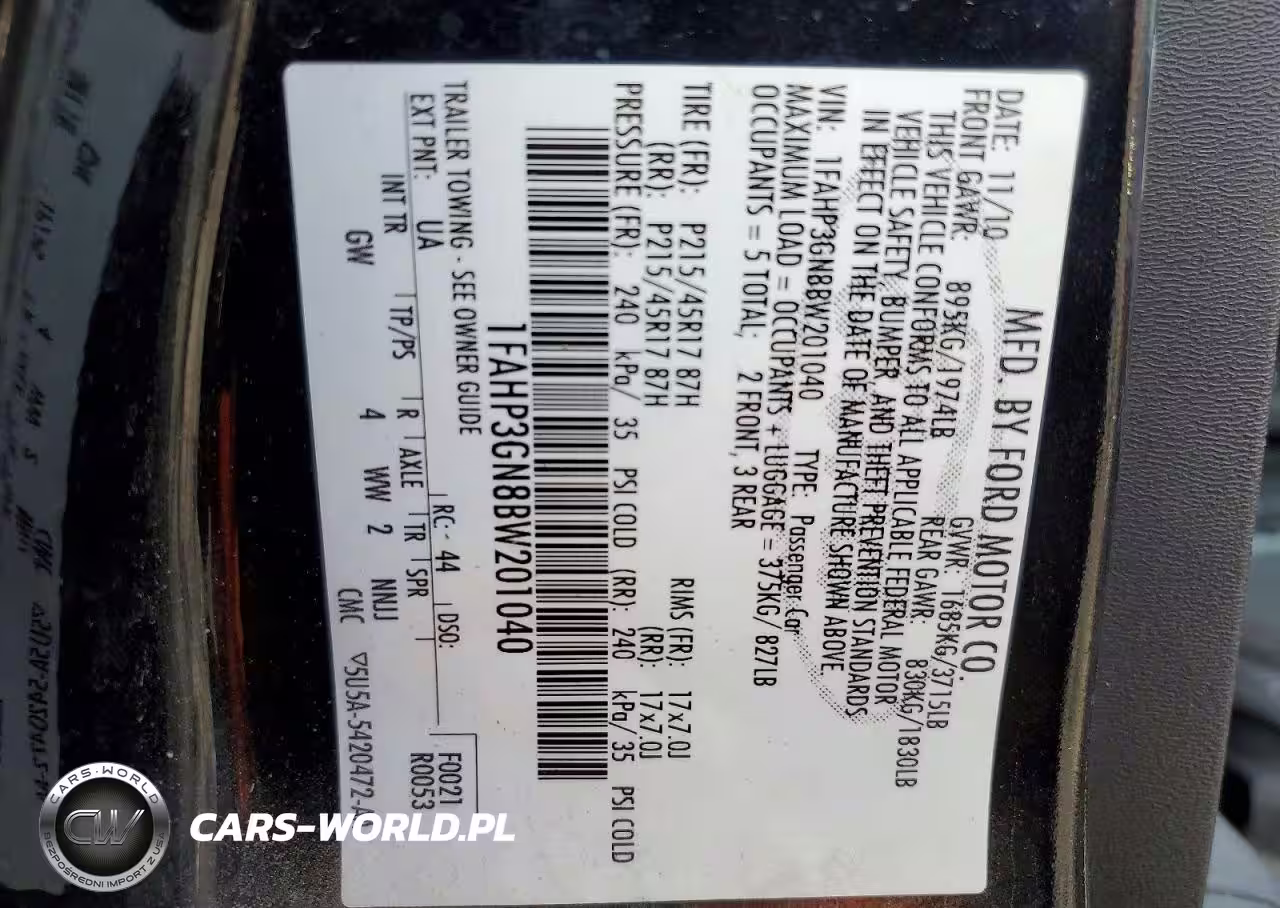 MFD. BY FORD MOTOR CO.
DATE: 11/10 GVWR: 1685KG/3715LB
FRONT GAWR: 895KG/1974LB REAR GAWR: 830KG/1830LB
THIS VEHICLE CONFORMS TO ALL APPLICABLE FEDERAL MOTOR
VEHICLE SAFETY, BUMPER, AND THEFT PREVENTION STANDARDS
IN EFFECT ON THE DATE OF MANUFACTURE SHOWN ABOVE.
VIN: 1FAHP3GN8BW201040 TYPE: Passenger Car
MAXIMUM LOAD = OCCUPANTS + LUGGAGE = 375KG/ 827LB
OCCUPANTS = 5 TOTAL; 2 FRONT, 3 REAR
TIRE (FR): P215/45R17 87H RIMS (FR): 17x7.0J
(RR): P215/45R17 87H (RR): 17x7.0J
PRESSURE (FR): 240 kPa/ 35 PSI COLD (RR): 240 kPa/ 35 PSI COLD
1FAHP3GN8BW201040
TRAILER TOWING - SEE OWNER GUIDE
EXT PNT: UA RC: 44 DSO: F0021
R0053
INT TR TP/PS R AXLE TR SPR
GW 4 WW 2 NNJJ
CMC ▽5U5A-5420472-A
CARS-WORLD
CW
BEZPOŚREDNI IMPORT Z USA
CARS-WORLD.PL